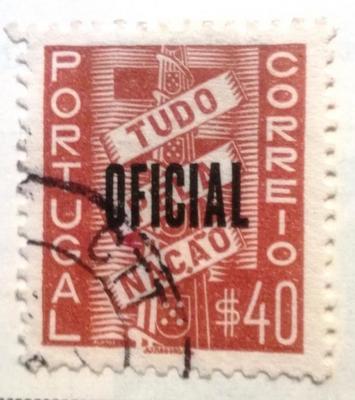 PORTUGAL
CORREIO
TUDO
OFICIAL
NAÇÃO
$40